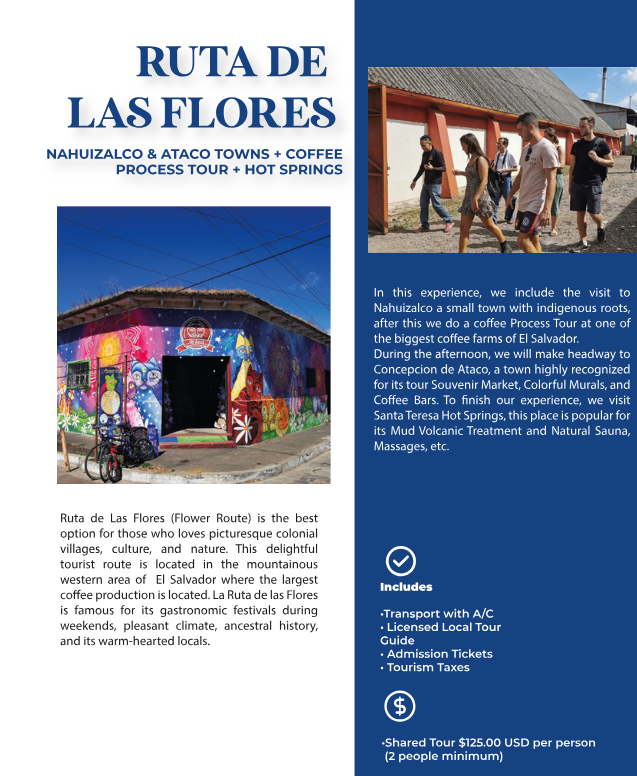 RUTA DE
LAS FLORES
NAHUIZALCO & ATACO TOWNS + COFFEE
PROCESS TOUR + HOT SPRINGS
Ruta de Las Flores (Flower Route) is the best
option for those who loves picturesque colonial
villages, culture, and nature. This delightful
tourist route is located in the mountainous
western area of El Salvador where the largest
coffee production is located. La Ruta de las Flores
is famous for its gastronomic festivals during
weekends, pleasant climate, ancestral history,
and its warm-hearted locals.
In this experience, we include the visit to
Nahuizalco a small town with indigenous roots,
after this we do a coffee Process Tour at one of
the biggest coffee farms of El Salvador.
During the afternoon, we will make headway to
Concepcion de Ataco, a town highly recognized
for its tour Souvenir Market, Colorful Murals, and
Coffee Bars. To finish our experience, we visit
Santa Teresa Hot Springs, this place is popular for
its Mud Volcanic Treatment and Natural Sauna,
Massages, etc.
Includes
•Transport with A/C
• Licensed Local Tour
Guide
• Admission Tickets
• Tourism Taxes
$
•Shared Tour $125.00 USD per person
(2 people minimum)